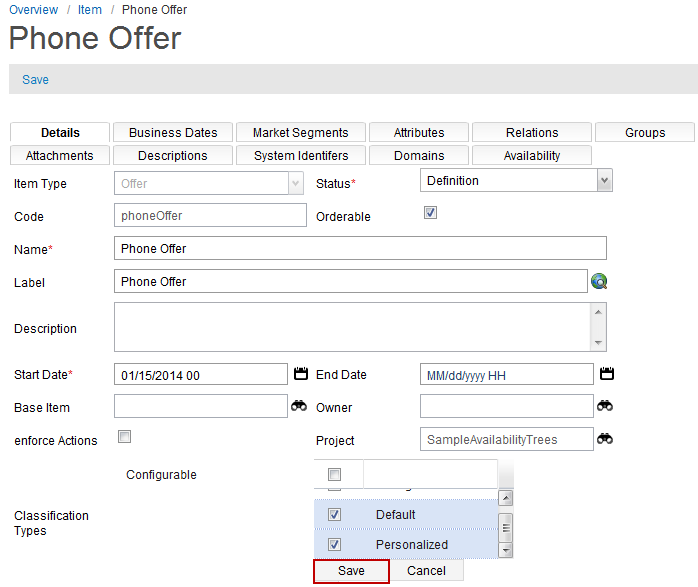 Overview / Item / Phone Offer
Phone Offer
Save
Details Business Dates Market Segments Attributes Relations Groups
Attachments Descriptions System Identifers Domains Availability
Item Type Offer Status* Definition
Code phoneOffer Orderable
Name* Phone Offer
Label Phone Offer
Description
Start Date* 01/15/2014 00 End Date MM/dd/yyyy HH
Base Item Owner
enforce Actions Project SampleAvailabilityTrees
Configurable
Classification Types Default
Personalized
Save Cancel